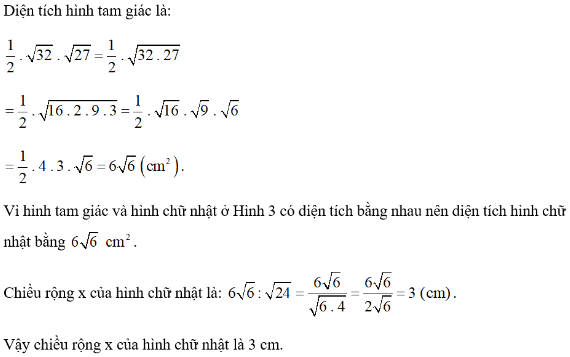 Diện tích hình tam giác là:
1/2 . √32 . √27 = 1/2 . √(32 . 27)
= 1/2 . √(16 . 2 . 9 . 3) = 1/2 . √16 . √9 . √6
= 1/2 . 4 . 3 . √6 = 6√6 (cm²).
Vì hình tam giác và hình chữ nhật ở Hình 3 có diện tích bằng nhau nên diện tích hình chữ
nhật bằng 6√6 cm².
Chiều rộng x của hình chữ nhật là: 6√6 : √24 = 6√6/√(6 . 4) = 6√6/2√6 = 3 (cm).
Vậy chiều rộng x của hình chữ nhật là 3 cm.